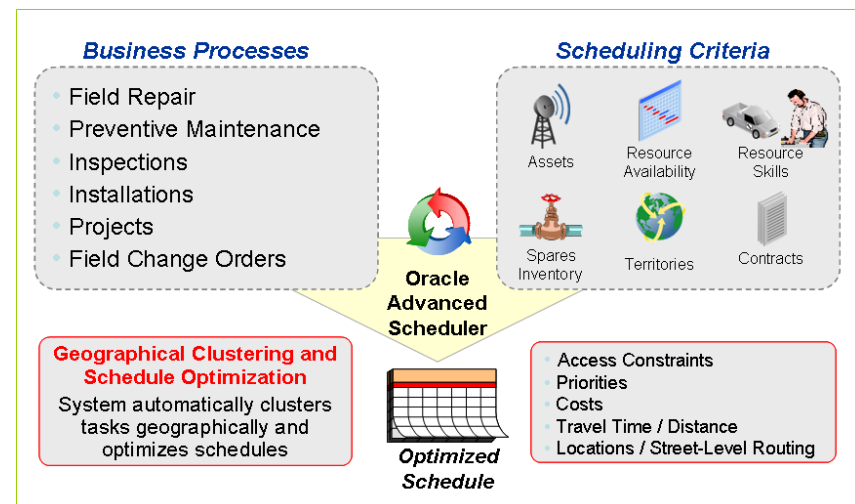 Business Processes
• Field Repair
• Preventive Maintenance
• Inspections
• Installations
• Projects
• Field Change Orders
Scheduling Criteria
Assets
Resource
Availability
Resource
Skills
Spares
Inventory
Territories
Contracts
Oracle
Advanced
Scheduler
Geographical Clustering and
Schedule Optimization
System automatically clusters
tasks geographically and
optimizes schedules
Optimized
Schedule
• Access Constraints
• Priorities
• Costs
• Travel Time / Distance
• Locations / Street-Level Routing